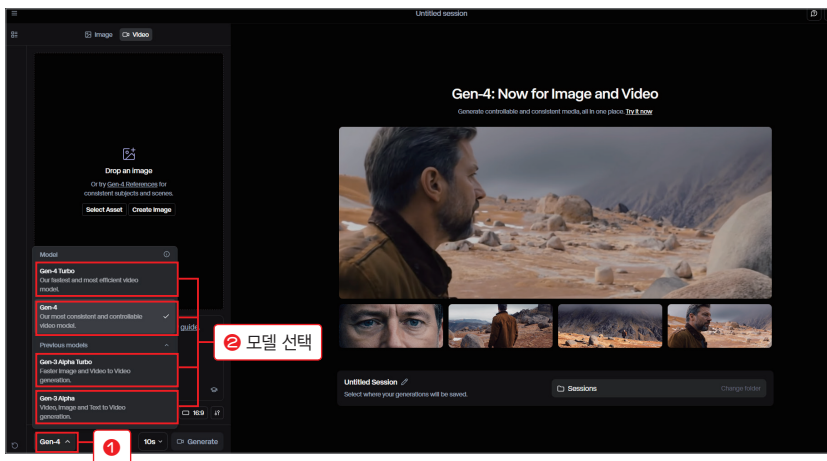 Untitled session
Image
Video
Drop an image
Or try Gen-4 References for
consistent subjects and scenes.
Select Asset
Create Image
Model
Gen-4 Turbo
Our fastest and most efficient video
model.
Gen-4
Our most consistent and controllable
video model.
guide
Previous models
Gen-3 Alpha Turbo
Faster Image and Video to Video
generation.
Gen-3 Alpha
Video, Image and Text to Video
generation.
16:9
Gen-4
10s
Generate
❶
❷ 모델 선택
Gen-4: Now for Image and Video
Generate controllable and consistent media, all in one place. Try it now
Untitled Session
Select where your generations will be saved.
Sessions
Change folder